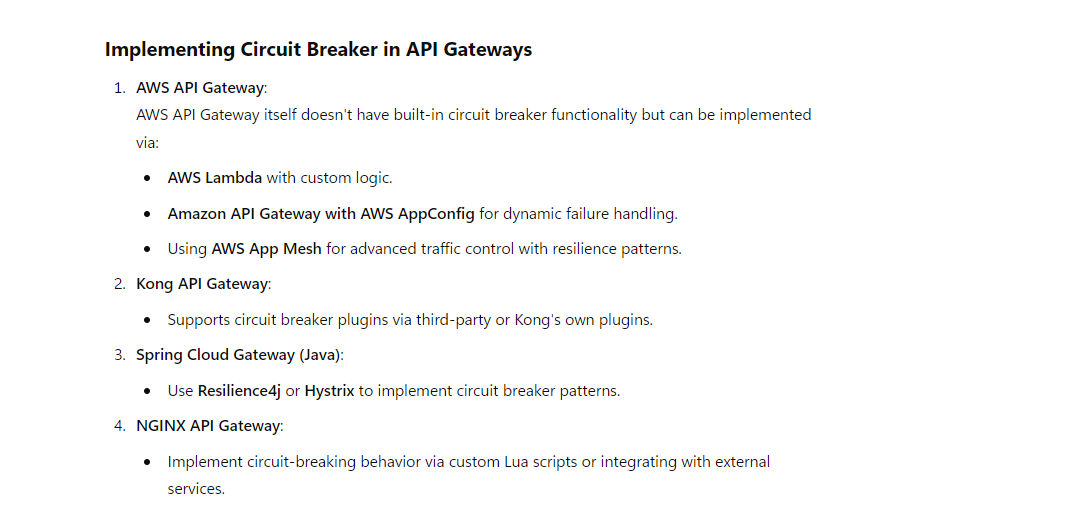 Implementing Circuit Breaker in API Gateways
1. AWS API Gateway:
AWS API Gateway itself doesn't have built-in circuit breaker functionality but can be implemented
via:
• AWS Lambda with custom logic.
• Amazon API Gateway with AWS AppConfig for dynamic failure handling.
• Using AWS App Mesh for advanced traffic control with resilience patterns.
2. Kong API Gateway:
• Supports circuit breaker plugins via third-party or Kong's own plugins.
3. Spring Cloud Gateway (Java):
• Use Resilience4j or Hystrix to implement circuit breaker patterns.
4. NGINX API Gateway:
• Implement circuit-breaking behavior via custom Lua scripts or integrating with external
services.